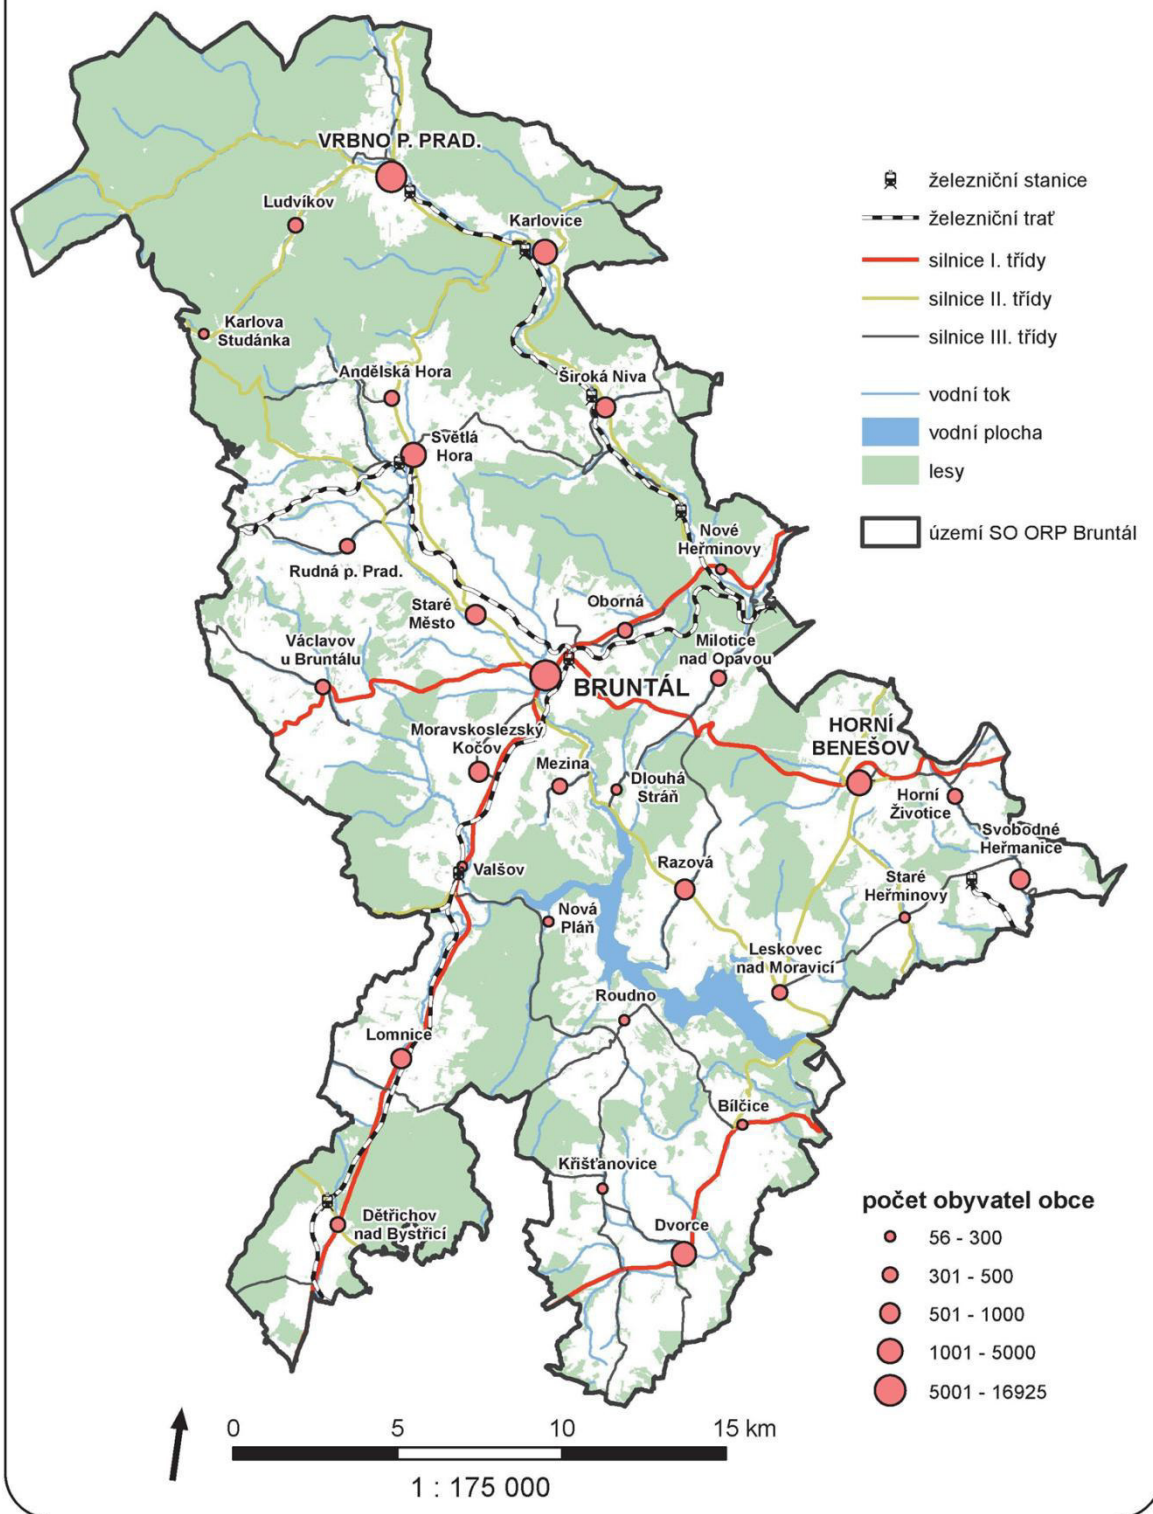 VRBNO P. PRAD.
Ludvíkov
Karlovice
Karlova
Studánka
Andělská Hora
Široká Niva
Světlá
Hora
Nové
Heřminovy
Rudná p. Prad.
Staré
Město
Oborná
Václavov
u Bruntálu
Milotice
nad Opavou
BRUNTÁL
Moravskoslezský
Kočov
Mezina
Dlouhá
Stráň
HORNÍ
BENEŠOV
Horní
Životice
Svobodné
Heřmanice
Valšov
Razová
Staré
Heřminovy
Nová
Pláň
Leskovec
nad Moravicí
Roudno
Lomnice
Bílčice
Křišťanovice
Dvorce
Dětřichov
nad Bystřicí
železniční stanice
železniční trať
silnice I. třídy
silnice II. třídy
silnice III. třídy
vodní tok
vodní plocha
lesy
území SO ORP Bruntál
počet obyvatel obce
56 - 300
301 - 500
501 - 1000
1001 - 5000
5001 - 16925
0 5 10 15 km
1 : 175 000